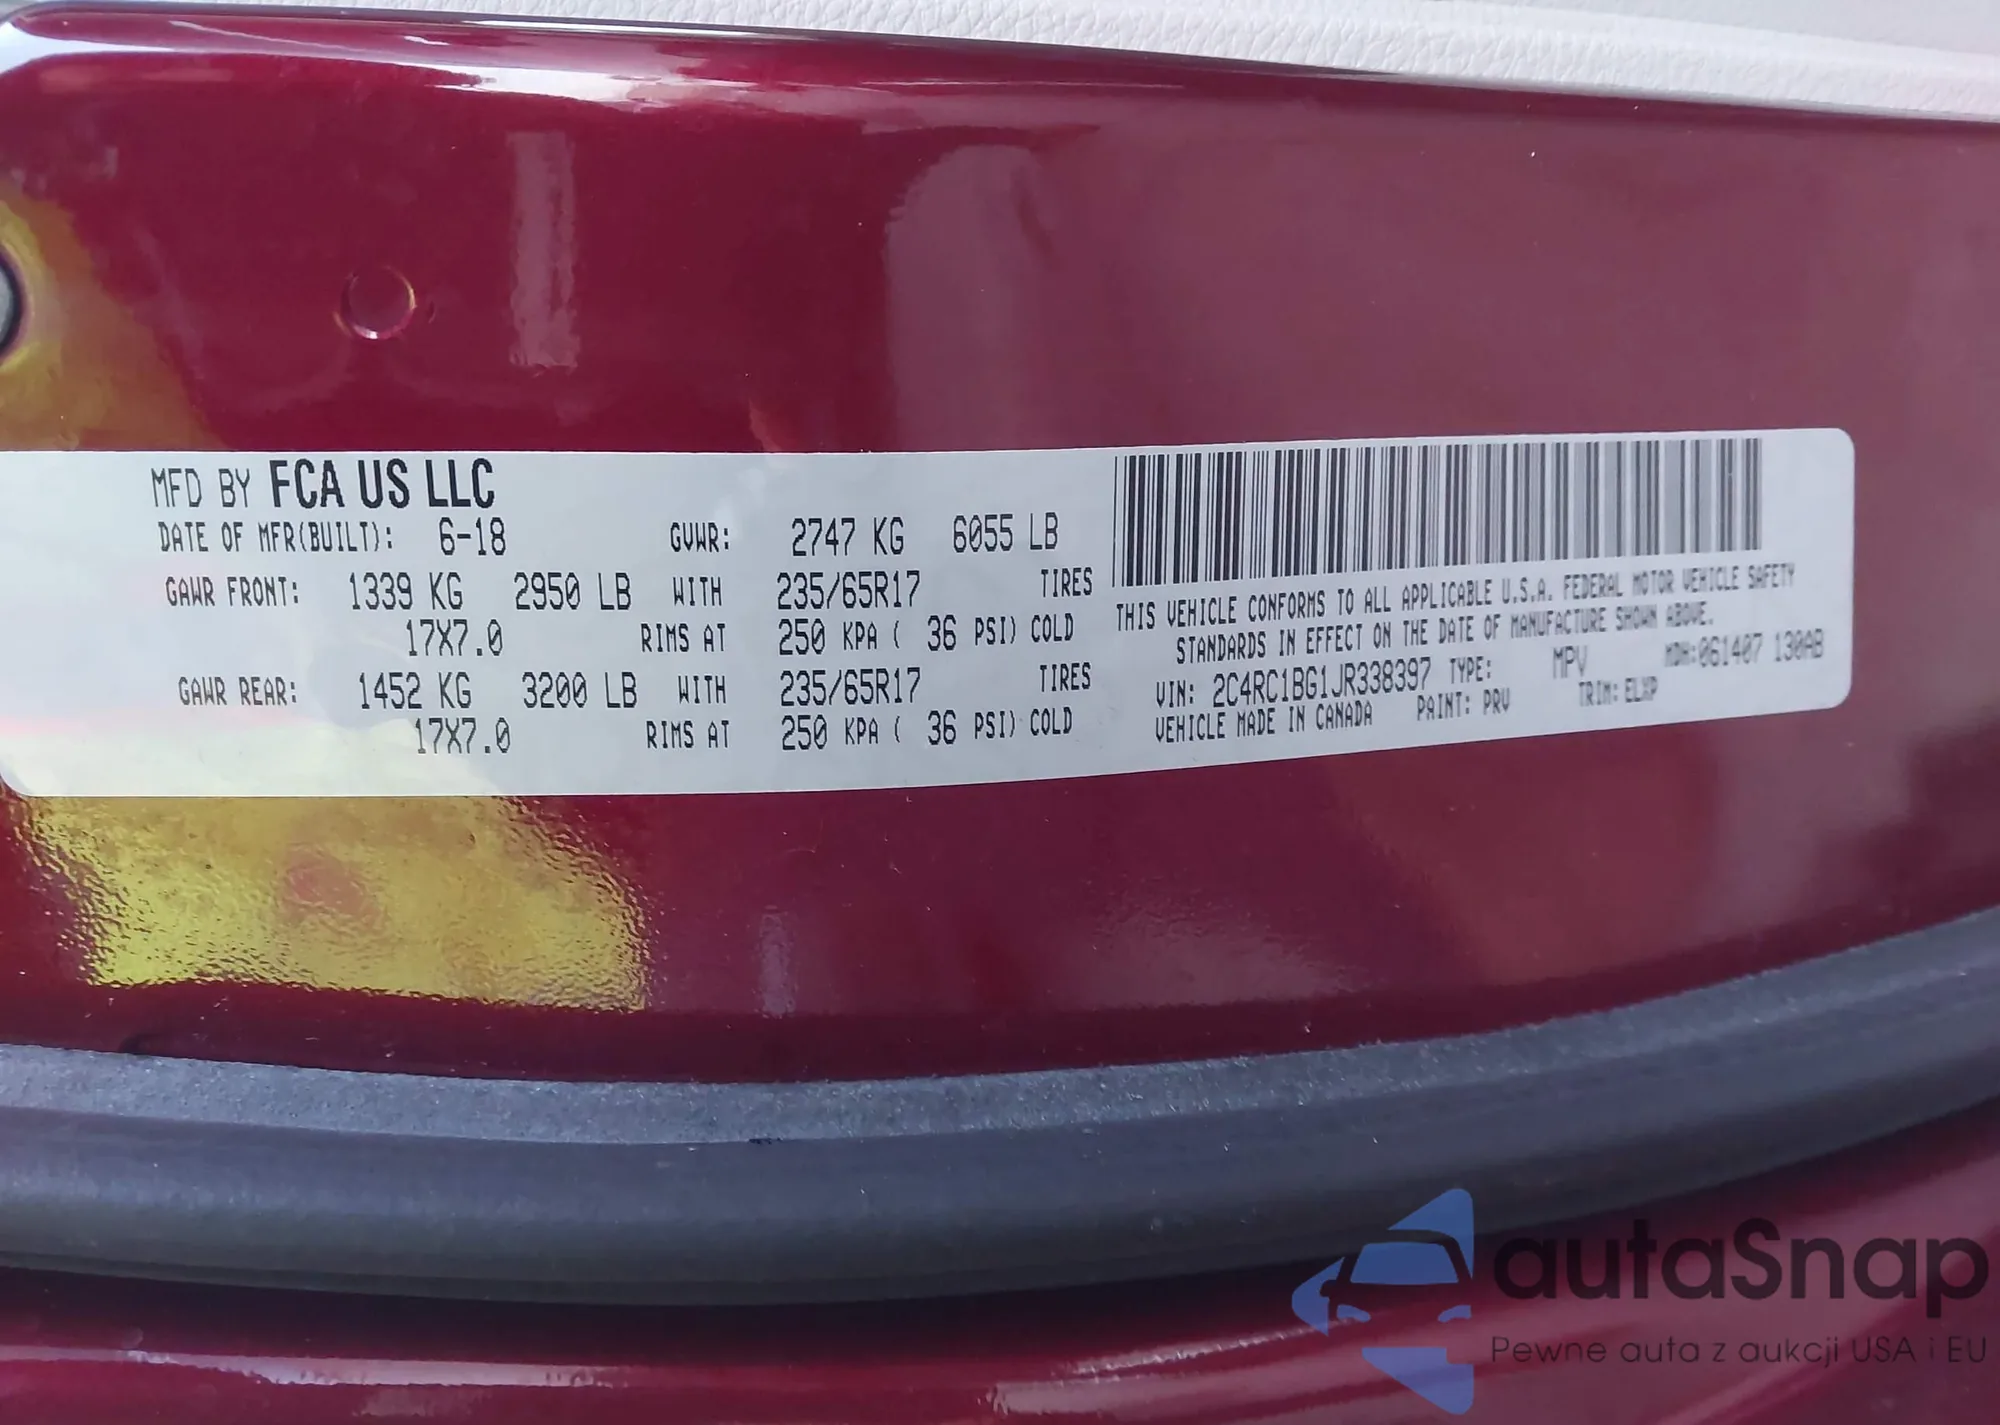 MFD BY FCA US LLC
DATE OF MFR(BUILT): 6-18 GVWR: 2747 KG 6055 LB
GAWR FRONT: 1339 KG 2950 LB WITH 235/65R17 TIRES
17X7.0 RIMS AT 250 KPA ( 36 PSI) COLD
GAWR REAR: 1452 KG 3200 LB WITH 235/65R17 TIRES
17X7.0 RIMS AT 250 KPA ( 36 PSI) COLD
THIS VEHICLE CONFORMS TO ALL APPLICABLE U.S.A. FEDERAL MOTOR VEHICLE SAFETY
STANDARDS IN EFFECT ON THE DATE OF MANUFACTURE SHOWN ABOVE.
VIN: 2C4RC1BG1JR338397 TYPE: MPV MDH:061407 130AB
VEHICLE MADE IN CANADA PAINT: PRV TRIM: ELXP
autaSnap
Pewne auta z aukcji USA i EU